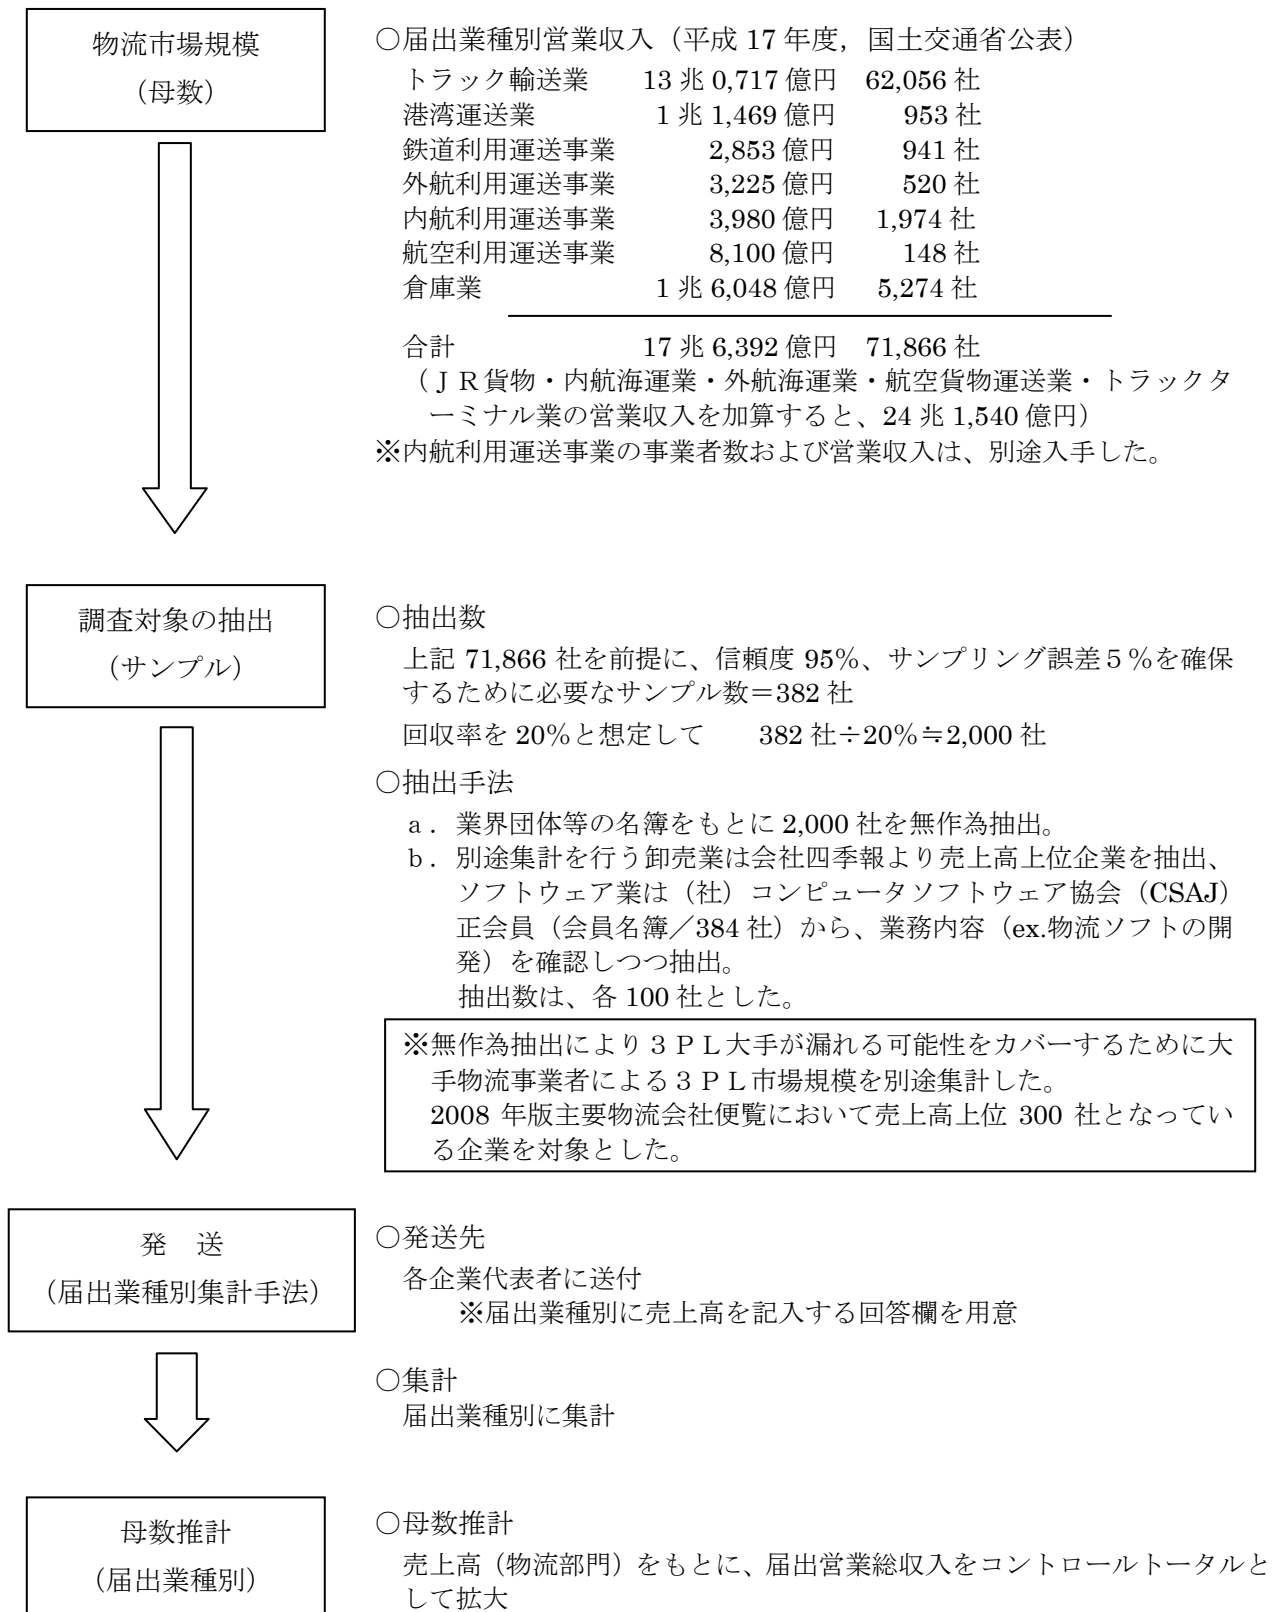 物流市場規模
（母数）
○届出業種別営業収入（平成 17 年度，国土交通省公表）
トラック輸送業 13 兆 0,717 億円 62,056 社
港湾運送業 1 兆 1,469 億円 953 社
鉄道利用運送事業 2,853 億円 941 社
外航利用運送事業 3,225 億円 520 社
内航利用運送事業 3,980 億円 1,974 社
航空利用運送事業 8,100 億円 148 社
倉庫業 1 兆 6,048 億円 5,274 社
合計 17 兆 6,392 億円 71,866 社
（ＪＲ貨物・内航海運業・外航海運業・航空貨物運送業・トラックタ
ーミナル業の営業収入を加算すると、24 兆 1,540 億円）
※内航利用運送事業の事業者数および営業収入は、別途入手した。
調査対象の抽出
（サンプル）
○抽出数
上記 71,866 社を前提に、信頼度 95%、サンプリング誤差５％を確保
するために必要なサンプル数＝382 社
回収率を 20％と想定して 382 社÷20％≒2,000 社
○抽出手法
ａ．業界団体等の名簿をもとに 2,000 社を無作為抽出。
ｂ．別途集計を行う卸売業は会社四季報より売上高上位企業を抽出、
ソフトウェア業は（社）コンピュータソフトウェア協会（CSAJ）
正会員（会員名簿／384 社）から、業務内容（ex.物流ソフトの開
発）を確認しつつ抽出。
抽出数は、各 100 社とした。
※無作為抽出により３ＰＬ大手が漏れる可能性をカバーするために大
手物流事業者による３ＰＬ市場規模を別途集計した。
2008 年版主要物流会社便覧において売上高上位 300 社となってい
る企業を対象とした。
発　送
（届出業種別集計手法）
○発送先
各企業代表者に送付
※届出業種別に売上高を記入する回答欄を用意
○集計
届出業種別に集計
母数推計
（届出業種別）
○母数推計
売上高（物流部門）をもとに、届出営業総収入をコントロールトータルと
して拡大